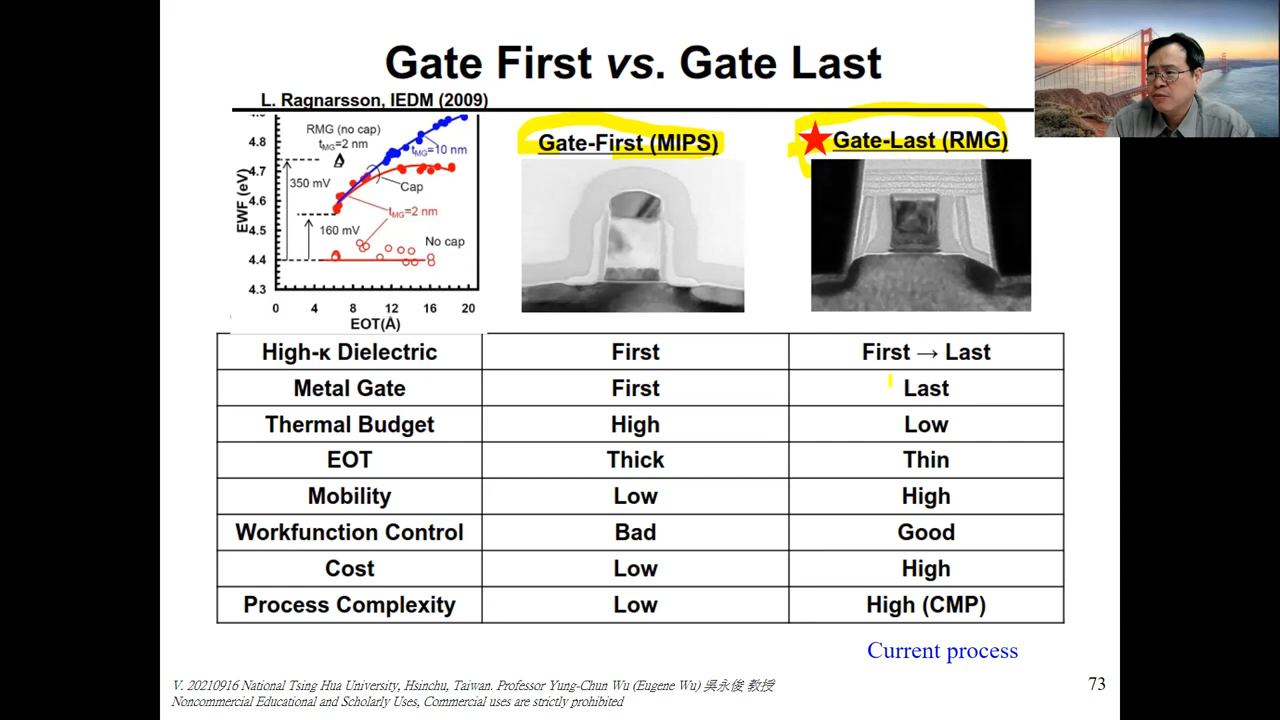 Gate First vs. Gate Last
L. Ragnarsson, IEDM (2009)
Gate-First (MIPS)
Gate-Last (RMG)
RMG (no cap)
tMG=2 nm
tMG=10 nm
350 mV
Cap
tMG=2 nm
160 mV
No cap
EWF (eV)
4.8
4.7
4.6
4.5
4.4
4.3
0 4 8 12 16 20
EOT(Å)
High-κ Dielectric First First → Last
Metal Gate First Last
Thermal Budget High Low
EOT Thick Thin
Mobility Low High
Workfunction Control Bad Good
Cost Low High
Process Complexity Low High (CMP)
Current process
V. 20210916 National Tsing Hua University, Hsinchu, Taiwan. Professor Yung-Chun Wu (Eugene Wu) 吳永俊 教授
Noncommercial Educational and Scholarly Uses, Commercial uses are strictly prohibited
73